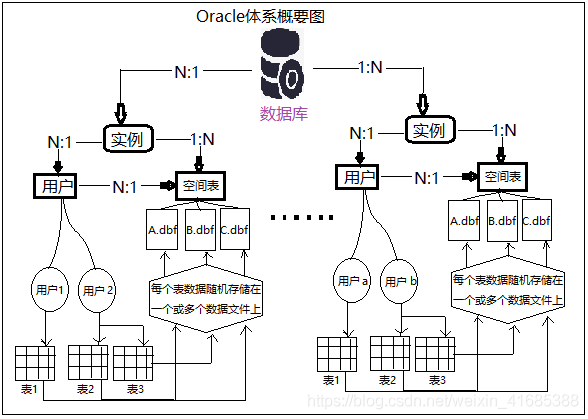 Oracle体系概要图
N:1
1:N
数据库
实例
实例
N:1
1:N
N:1
1:N
用户
N:1
空间表
用户
N:1
空间表
A.dbf
B.dbf
C.dbf
A.dbf
B.dbf
C.dbf
......
用户1
用户2
每个表数据随机存储在
一个或多个数据文件上
用户a
用户b
每个表数据随机存储在
一个或多个数据文件上
表1
表2
表3
表1
表2
表3
https://blog.csdn.net/weixin_41685388